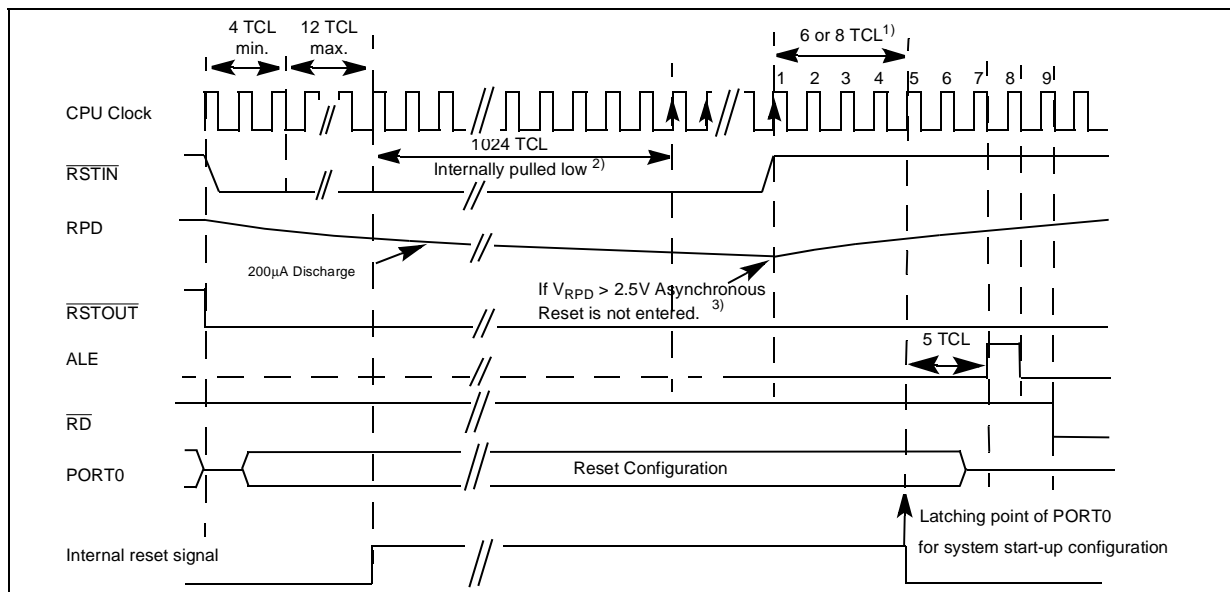 4 TCL
min.
12 TCL
max.
6 or 8 TCL1)
1 2 3 4 5 6 7 8 9
CPU Clock
1024 TCL
Internally pulled low 2)
RSTIN
RPD
200µA Discharge
If VRPD > 2.5V Asynchronous
Reset is not entered. 3)
RSTOUT
5 TCL
ALE
RD
Reset Configuration
PORT0
Latching point of PORT0
for system start-up configuration
Internal reset signal